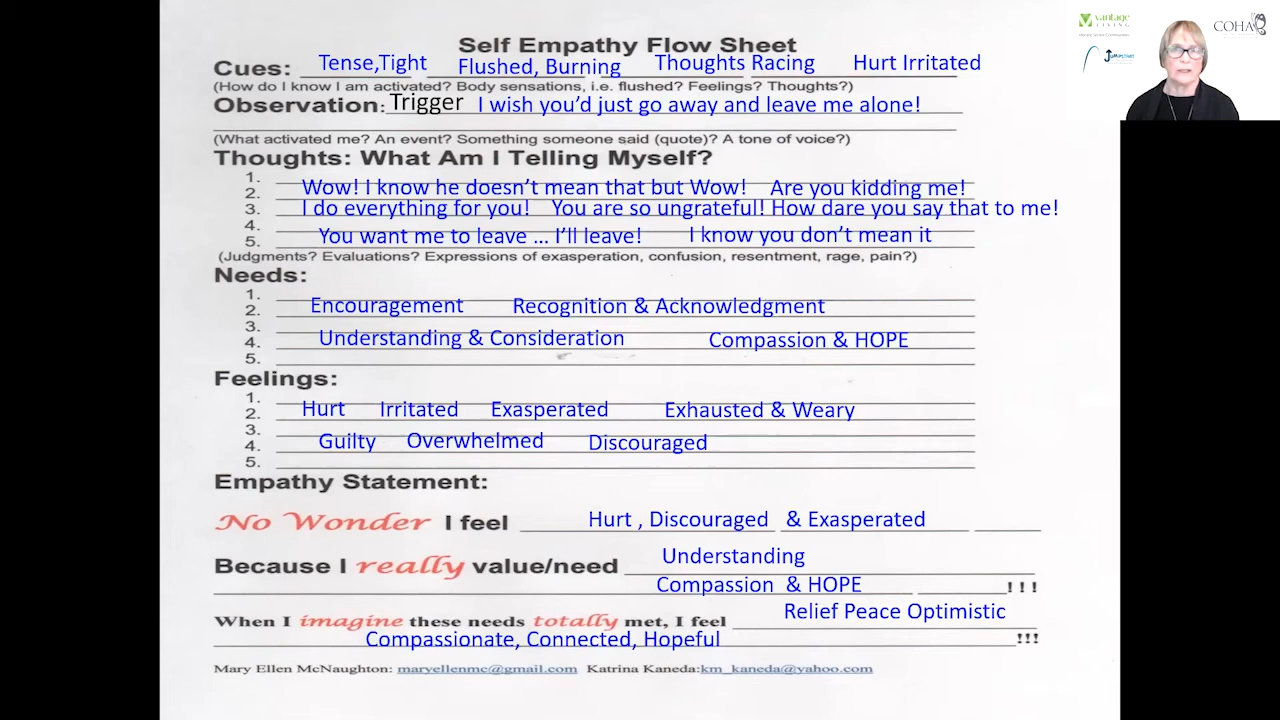 vantage
LIVING
COHA
JUMPSTART
Self Empathy Flow Sheet
Cues: Tense,Tight Flushed, Burning Thoughts Racing Hurt Irritated
(How do I know I am activated? Body sensations, i.e. flushed? Feelings? Thoughts?)
Observation: Trigger I wish you’d just go away and leave me alone!
(What activated me? An event? Something someone said (quote)? A tone of voice?)
Thoughts: What Am I Telling Myself?
1.
2. Wow! I know he doesn’t mean that but Wow! Are you kidding me!
3. I do everything for you! You are so ungrateful! How dare you say that to me!
4.
5. You want me to leave … I’ll leave! I know you don’t mean it
(Judgments? Evaluations? Expressions of exasperation, confusion, resentment, rage, pain?)
Needs:
1.
2. Encouragement Recognition & Acknowledgment
3.
4. Understanding & Consideration Compassion & HOPE
5.
Feelings:
1.
2. Hurt Irritated Exasperated Exhausted & Weary
3.
4. Guilty Overwhelmed Discouraged
5.
Empathy Statement:
No Wonder I feel Hurt , Discouraged & Exasperated
Because I really value/need Understanding
Compassion & HOPE !!!
When I imagine these needs totally met, I feel Relief Peace Optimistic
Compassionate, Connected, Hopeful !!!
Mary Ellen McNaughton: maryellenmc@gmail.com Katrina Kaneda:km_kaneda@yahoo.com